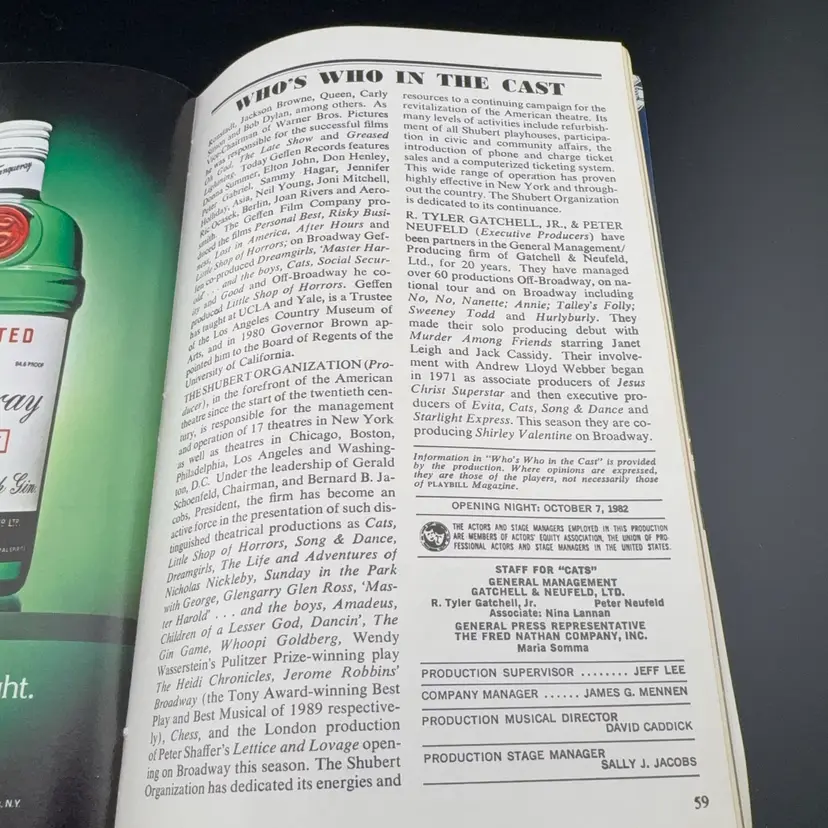 Tanqueray
TED
94.6 PROOF
ray
h Gin
O LTD
ht.
, N.Y.
WHO'S WHO IN THE CAST
Ronstadt, Jackson Browne, Queen, Carly
Simon and Bob Dylan, among others. As
Vice-Chairman of Warner Bros. Pictures
he was responsible for the successful films
Oh God, The Late Show and Greased
Lightning. Today Geffen Records features
Donna Summer, Elton John, Don Henley,
Peter Gabriel, Sammy Hagar, Jennifer
Holliday, Asia, Neil Young, Joni Mitchell,
Ric Ocasek, Berlin, Joan Rivers and Aero-
smith. The Geffen Film Company pro-
duced the films Personal Best, Risky Busi-
ness, Lost in America, After Hours and
Little Shop of Horrors; on Broadway Gef-
fen co-produced Dreamgirls, 'Master Har-
old' . . . and the boys, Cats, Social Secur-
ity and Good and Off-Broadway he co-
produced Little Shop of Horrors. Geffen
has taught at UCLA and Yale, is a Trustee
of the Los Angeles Country Museum of
Arts, and in 1980 Governor Brown ap-
pointed him to the Board of Regents of the
University of California.
THE SHUBERT ORGANIZATION (Pro-
ducer), in the forefront of the American
theatre since the start of the twentieth cen-
tury, is responsible for the management
and operation of 17 theatres in New York
as well as theatres in Chicago, Boston,
Philadelphia, Los Angeles and Washing-
ton, D.C. Under the leadership of Gerald
Schoenfeld, Chairman, and Bernard B. Ja-
cobs, President, the firm has become an
active force in the presentation of such dis-
tinguished theatrical productions as Cats,
Little Shop of Horrors, Song & Dance,
Dreamgirls, The Life and Adventures of
Nicholas Nickleby, Sunday in the Park
with George, Glengarry Glen Ross, 'Mas-
ter Harold' . . . and the boys, Amadeus,
Children of a Lesser God, Dancin', The
Gin Game, Whoopi Goldberg, Wendy
Wasserstein's Pulitzer Prize-winning play
The Heidi Chronicles, Jerome Robbins'
Broadway (the Tony Award-winning Best
Play and Best Musical of 1989 respective-
ly), Chess, and the London production
of Peter Shaffer's Lettice and Lovage open-
ing on Broadway this season. The Shubert
Organization has dedicated its energies and
resources to a continuing campaign for the
revitalization of the American theatre. Its
many levels of activities include refurbish-
ment of all Shubert playhouses, participa-
tion in civic and community affairs, the
introduction of phone and charge ticket
sales and a computerized ticketing system.
This wide range of operation has proven
highly effective in New York and through-
out the country. The Shubert Organization
is dedicated to its continuance.
R. TYLER GATCHELL, JR., & PETER
NEUFELD (Executive Producers) have
been partners in the General Management/
Producing firm of Gatchell & Neufeld,
Ltd., for 20 years. They have managed
over 60 productions Off-Broadway, on na-
tional tour and on Broadway including
No, No, Nanette; Annie; Talley's Folly;
Sweeney Todd and Hurlyburly. They
made their solo producing debut with
Murder Among Friends starring Janet
Leigh and Jack Cassidy. Their involve-
ment with Andrew Lloyd Webber began
in 1971 as associate producers of Jesus
Christ Superstar and then executive pro-
ducers of Evita, Cats, Song & Dance and
Starlight Express. This season they are co-
producing Shirley Valentine on Broadway.
Information in "Who's Who in the Cast" is provided
by the production. Where opinions are expressed,
they are those of the players, not necessarily those
of PLAYBILL Magazine.
OPENING NIGHT: OCTOBER 7, 1982
THE ACTORS AND STAGE MANAGERS EMPLOYED IN THIS PRODUCTION
ARE MEMBERS OF ACTORS' EQUITY ASSOCIATION, THE UNION OF PRO-
FESSIONAL ACTORS AND STAGE MANAGERS IN THE UNITED STATES.
STAFF FOR "CATS"
GENERAL MANAGEMENT
GATCHELL & NEUFELD, LTD.
R. Tyler Gatchell, Jr. Peter Neufeld
Associate: Nina Lannan
GENERAL PRESS REPRESENTATIVE
THE FRED NATHAN COMPANY, INC.
Maria Somma
PRODUCTION SUPERVISOR ........ JEFF LEE
COMPANY MANAGER ...... JAMES G. MENNEN
PRODUCTION MUSICAL DIRECTOR
DAVID CADDICK
PRODUCTION STAGE MANAGER
SALLY J. JACOBS
59